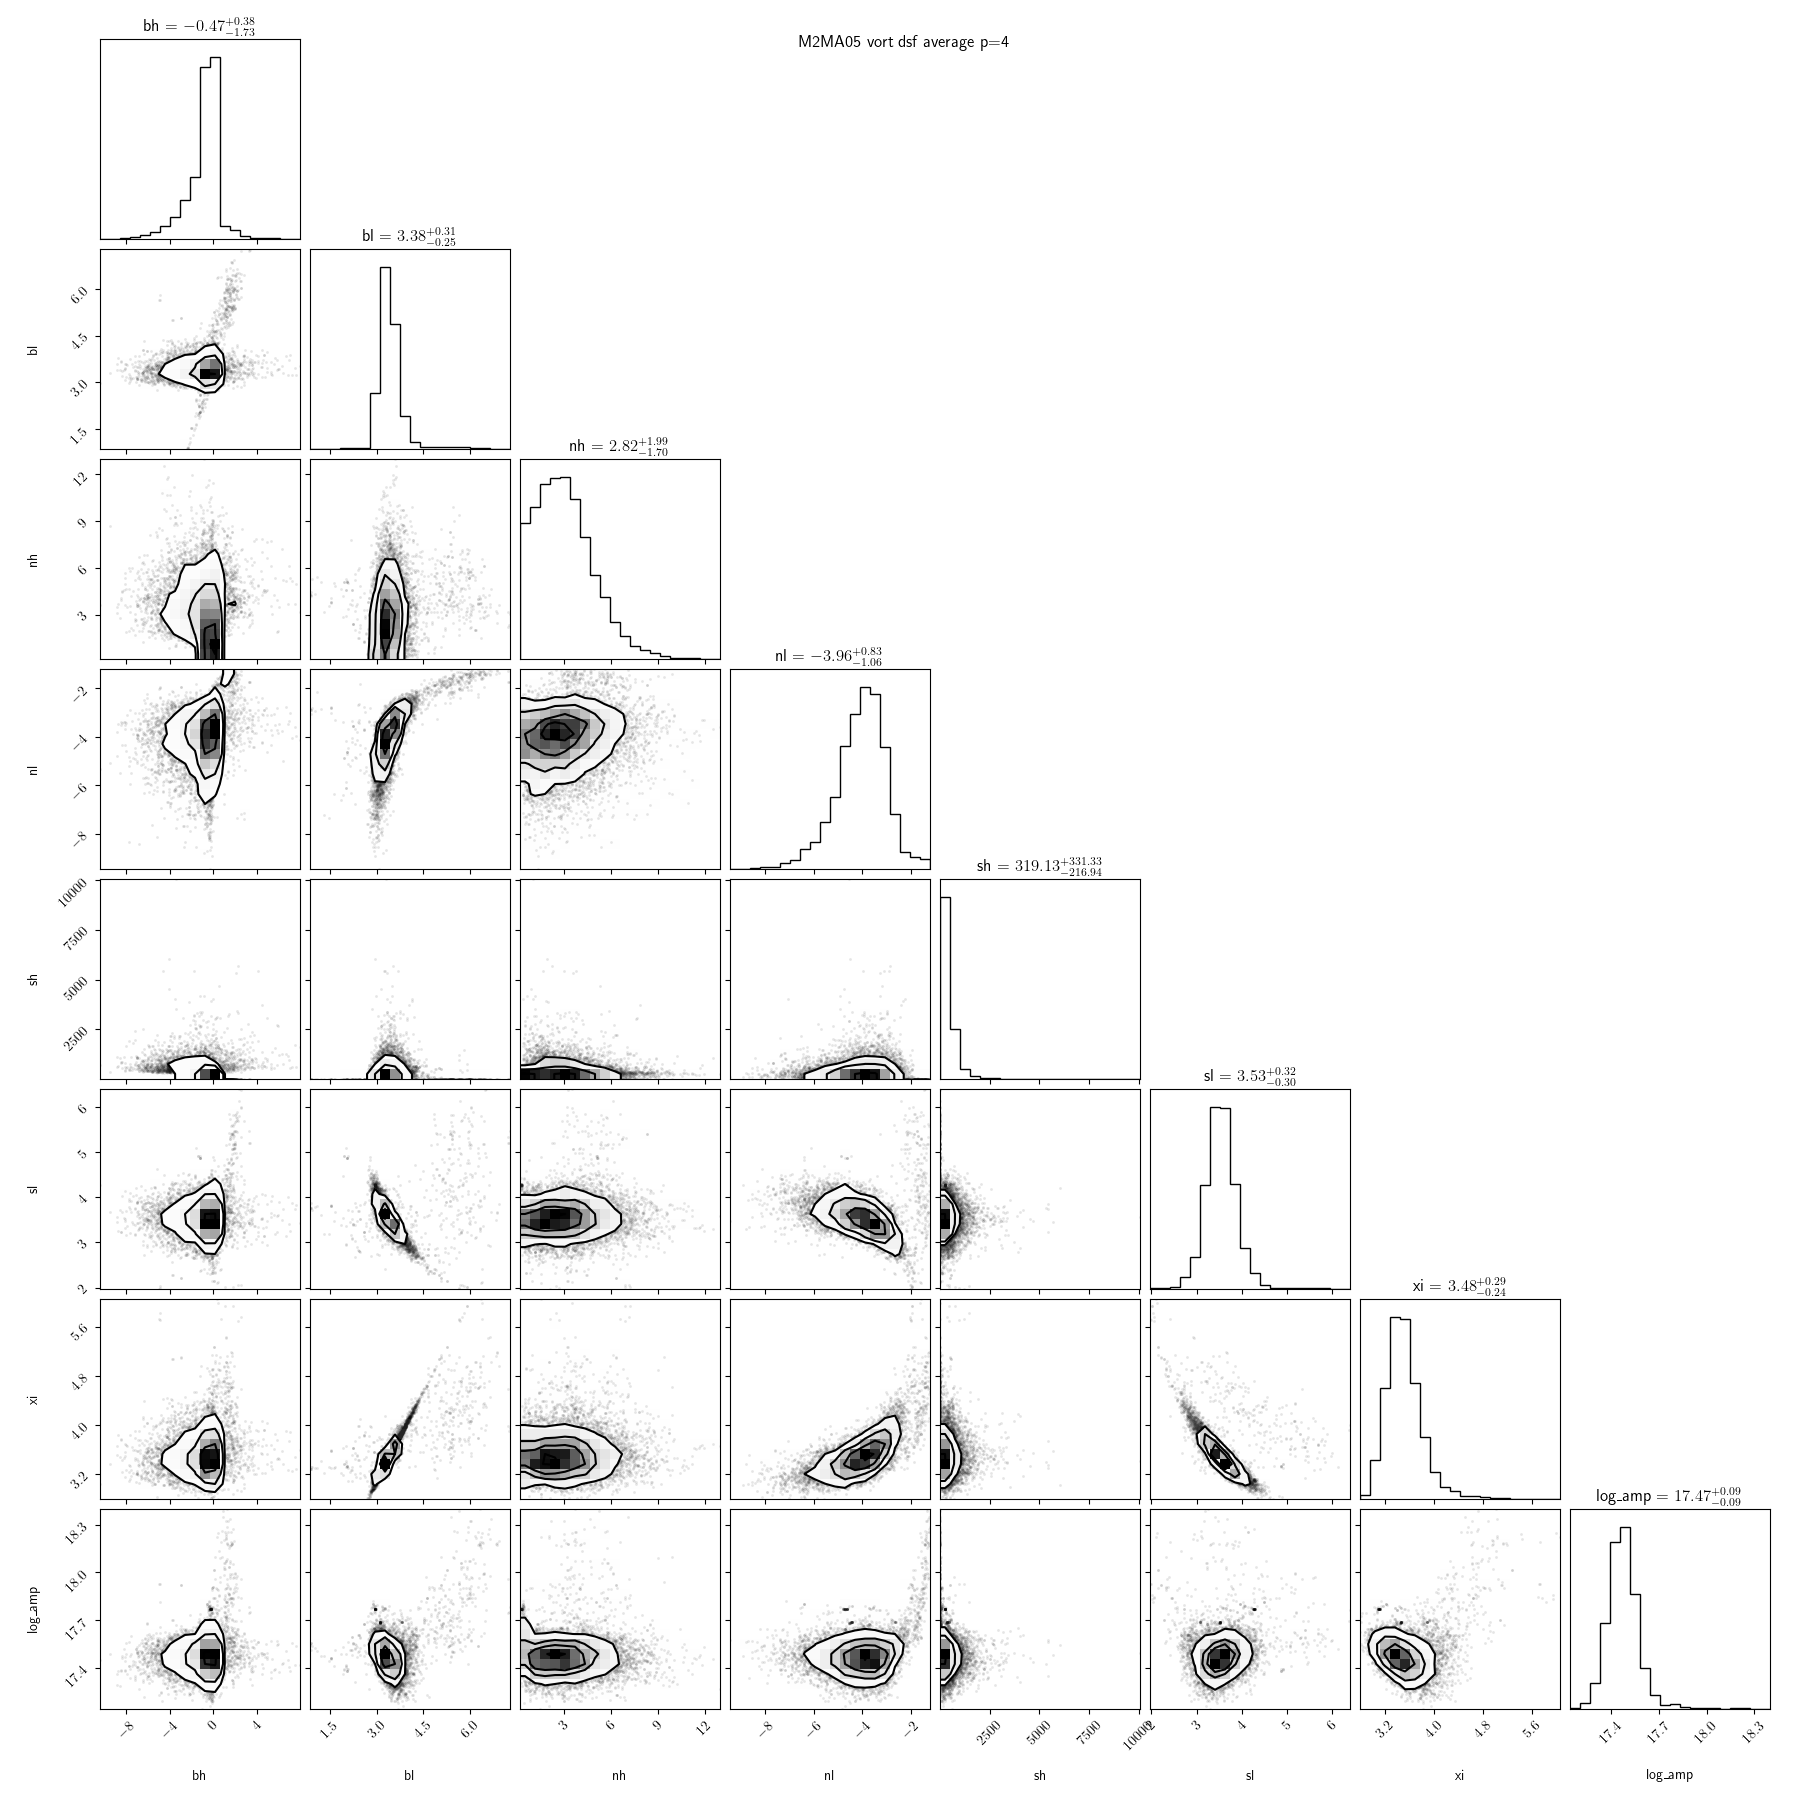 bh = −0.47+0.38−1.73
M2MA05 vort dsf average p=4
bl = 3.38+0.31−0.25
6.0
bl
4.5
3.0
1.5
nh = 2.82+1.99−1.70
12
9
nh
6
3
nl = −3.96+0.83−1.06
−2
−4
nl
−6
−8
sh = 319.13+331.33−216.94
10000
7500
sh
5000
2500
sl = 3.53+0.32−0.30
6
5
sl
4
3
2
xi = 3.48+0.29−0.24
5.6
4.8
xi
4.0
3.2
log_amp = 17.47+0.09−0.09
18.3
18.0
log_amp
17.7
17.4
−8 −4 0 4 1.5 3.0 4.5 6.0 3 6 9 12 −8 −6 −4 −2 2500 5000 7500 10000 2 3 4 5 6 3.2 4.0 4.8 5.6 17.4 17.7 18.0 18.3
bh bl nh nl sh sl xi log_amp